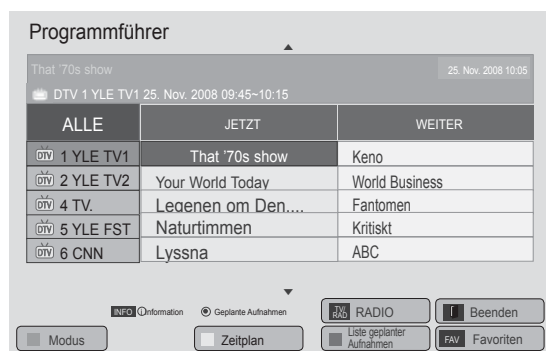 Programmführer
That '70s show 25. Nov. 2008 10:05
DTV 1 YLE TV1 25. Nov. 2008 09:45~10:15
ALLE JETZT WEITER
DTV 1 YLE TV1 That '70s show Keno
DTV 2 YLE TV2 Your World Today World Business
DTV 4 TV. Legenen om Den.... Fantomen
DTV 5 YLE FST Naturtimmen Kritiskt
DTV 6 CNN Lyssna ABC
INFO ⓘInformation Geplante Aufnahmen TV/RAD RADIO Beenden
Modus Zeitplan Liste geplanter Aufnahmen FAV Favoriten